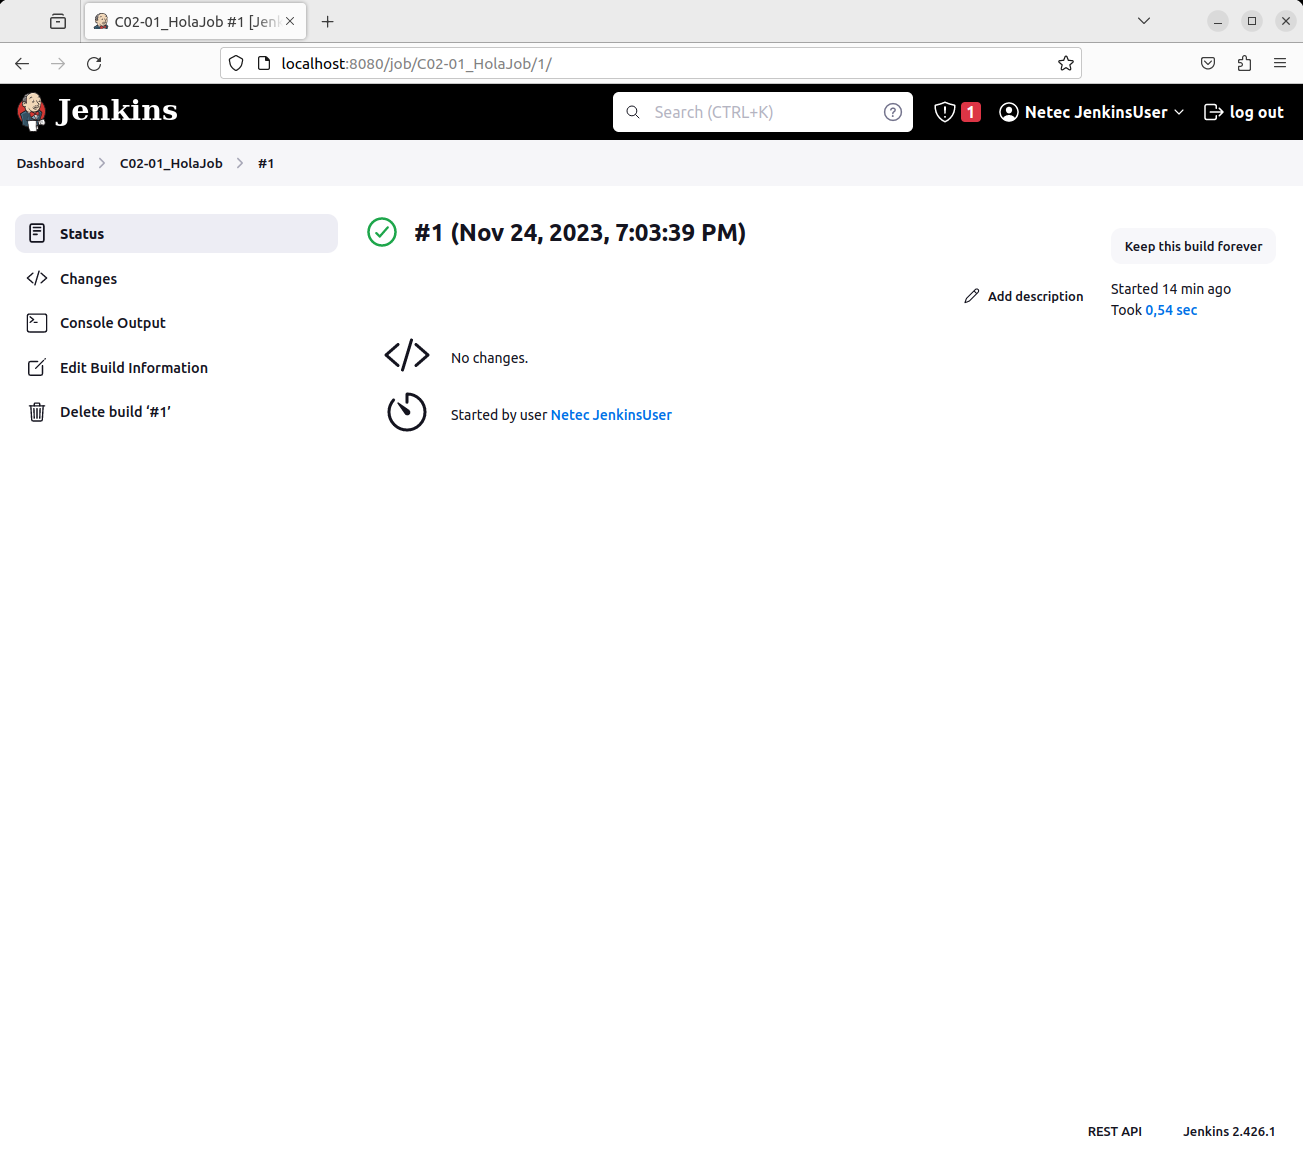 C02-01_HolaJob #1 [Jen
localhost:8080/job/C02-01_HolaJob/1/
Jenkins
Search (CTRL+K)
1
Netec JenkinsUser
log out
Dashboard
C02-01_HolaJob
#1
Status
Changes
Console Output
Edit Build Information
Delete build ‘#1’
#1 (Nov 24, 2023, 7:03:39 PM)
Keep this build forever
Add description
Started 14 min ago
Took 0,54 sec
No changes.
Started by user Netec JenkinsUser
REST API
Jenkins 2.426.1